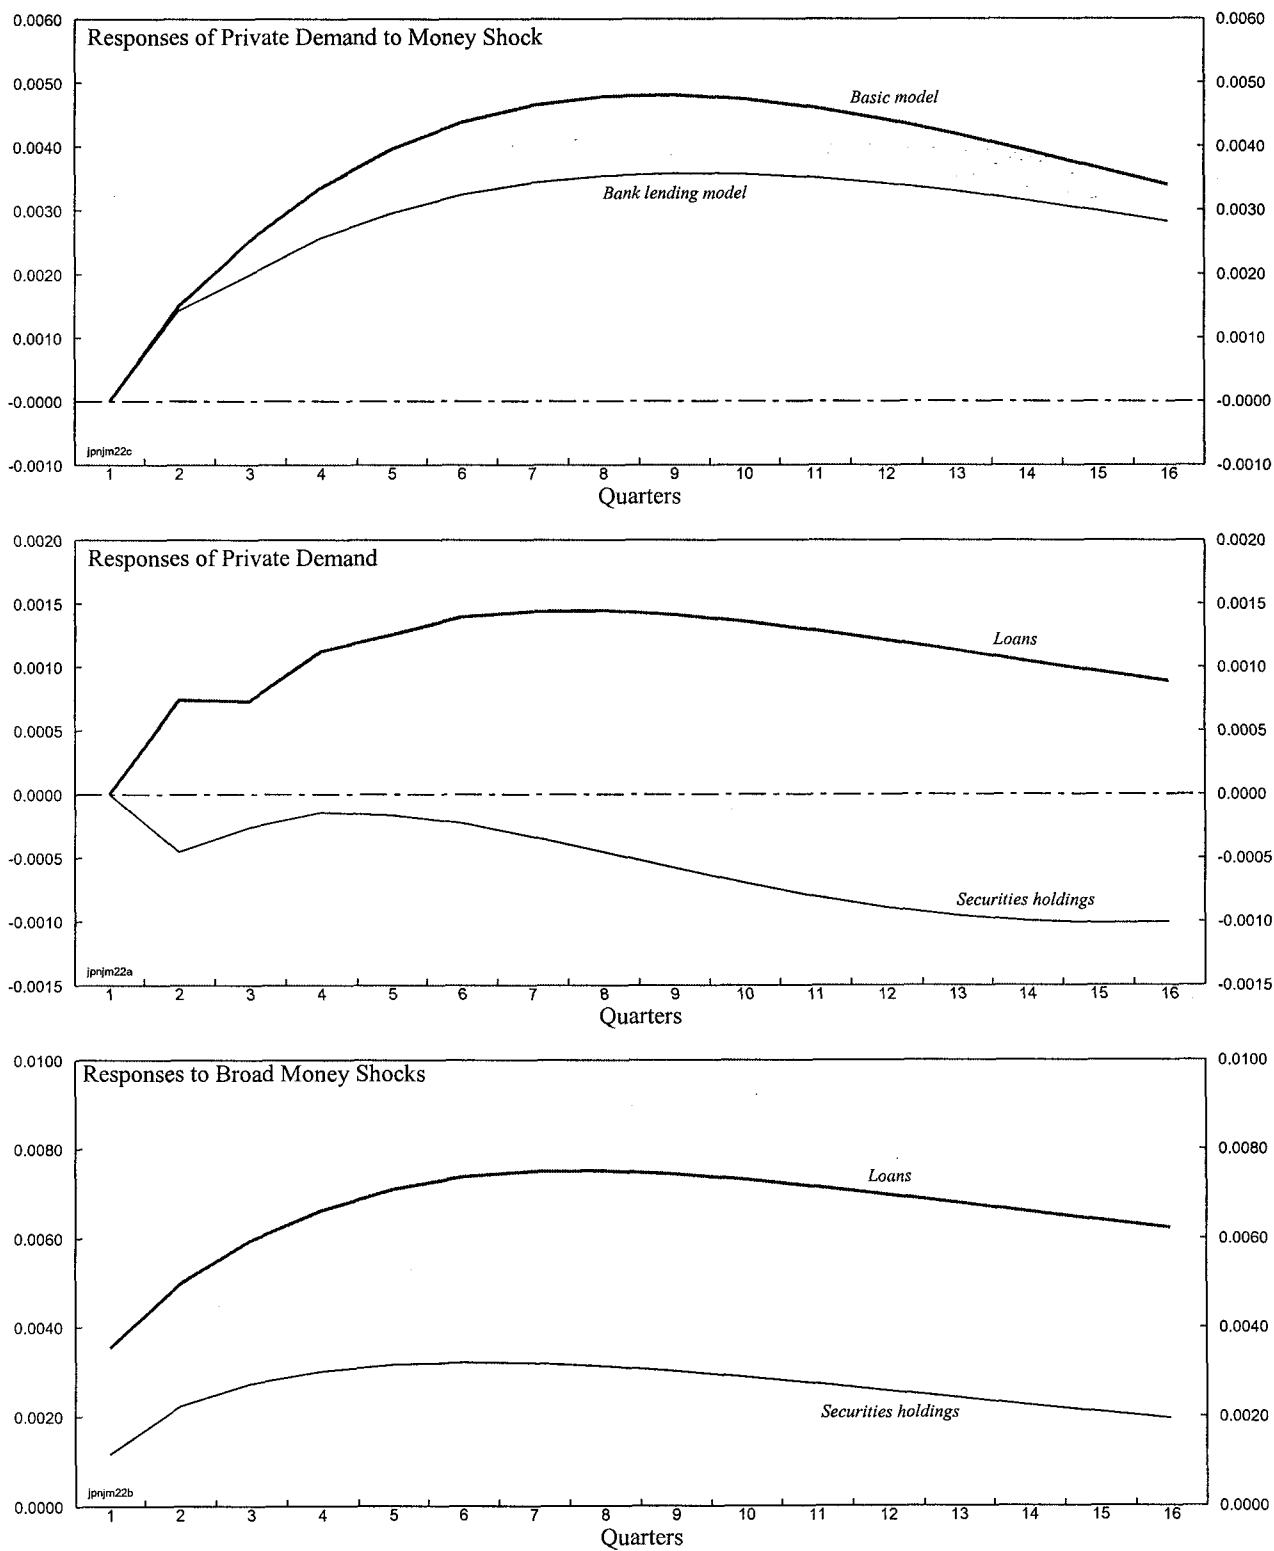 Responses of Private Demand to Money Shock
0.0060 0.0060
0.0050 0.0050
Basic model
0.0040 0.0040
Bank lending model
0.0030 0.0030
0.0020 0.0020
0.0010 0.0010
-0.0000 -0.0000
jpnjm22c
-0.0010 -0.0010
1 2 3 4 5 6 7 8 9 10 11 12 13 14 15 16
Quarters
0.0020 0.0020
Responses of Private Demand
0.0015 0.0015
Loans
0.0010 0.0010
0.0005 0.0005
0.0000 0.0000
-0.0005 -0.0005
Securities holdings
-0.0010 -0.0010
jpnjm22a
-0.0015 -0.0015
1 2 3 4 5 6 7 8 9 10 11 12 13 14 15 16
Quarters
0.0100 0.0100
Responses to Broad Money Shocks
0.0080 0.0080
Loans
0.0060 0.0060
0.0040 0.0040
0.0020 0.0020
Securities holdings
jpnjm22b
0.0000 0.0000
1 2 3 4 5 6 7 8 9 10 11 12 13 14 15 16
Quarters